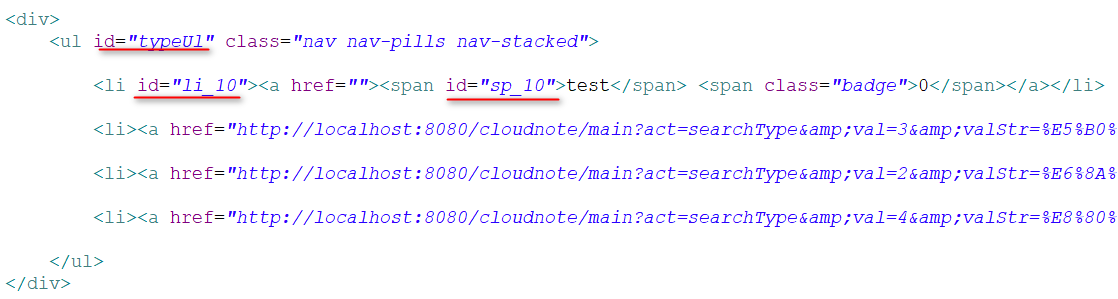 <div>
<ul id="typeUl" class="nav nav-pills nav-stacked">
<li id="li_10"><a href=""><span id="sp_10">test</span> <span class="badge">0</span></a></li>
<li><a href="http://localhost:8080/cloudnote/main?act=searchType&amp;val=3&amp;valStr=%E5%B0%
<li><a href="http://localhost:8080/cloudnote/main?act=searchType&amp;val=2&amp;valStr=%E6%8A%
<li><a href="http://localhost:8080/cloudnote/main?act=searchType&amp;val=4&amp;valStr=%E8%80%
</ul>
</div>